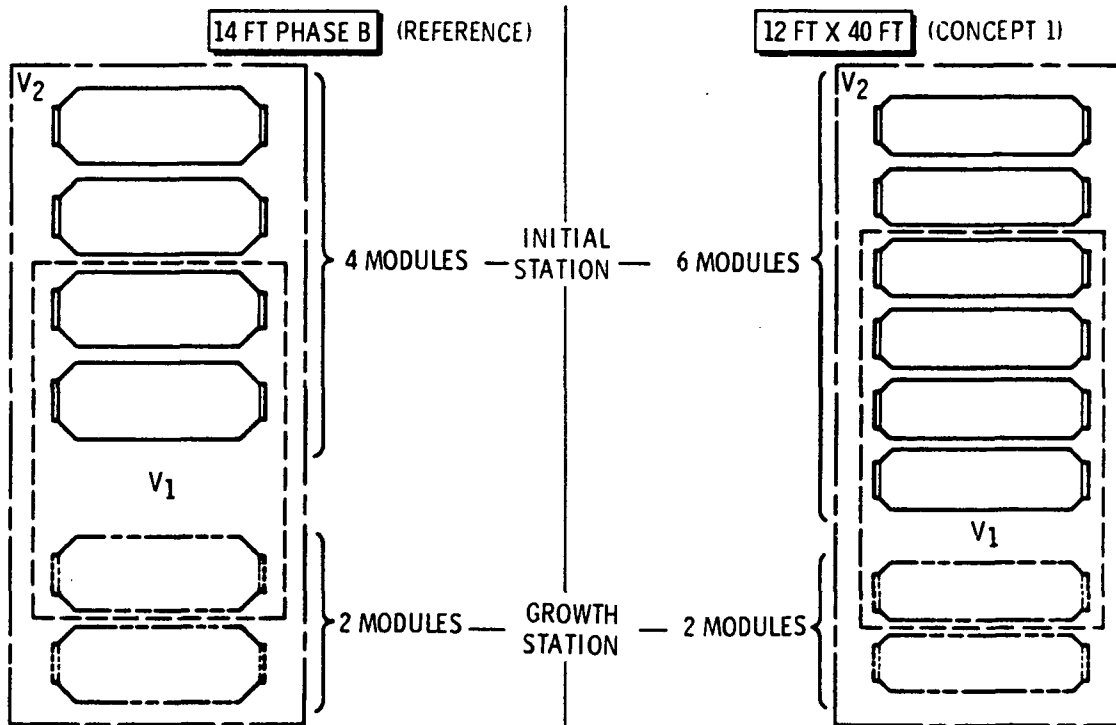 14 FT PHASE B (REFERENCE)
12 FT X 40 FT (CONCEPT 1)
V2
V2
4 MODULES
INITIAL
STATION
6 MODULES
V1
V1
2 MODULES
GROWTH
STATION
2 MODULES